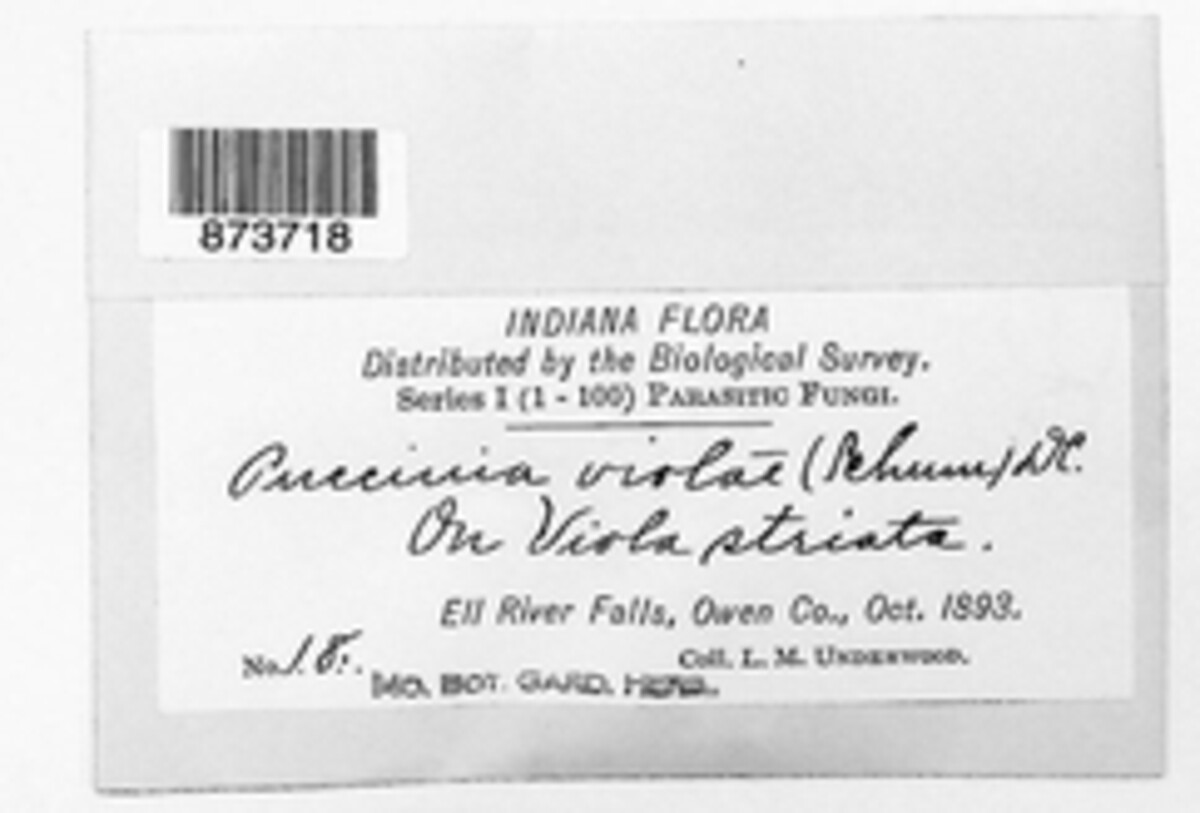 873718
INDIANA FLORA
Distributed by the Biological Survey.
Series I (1 - 100) PARASITIC FUNGI.
Puccinia violae (Schum) DC.
On Viola striata.
Ell River Falls, Owen Co., Oct. 1893.
No. 18. Coll. L. M. UNDERWOOD.
MO. BOT. GARD. HERB.